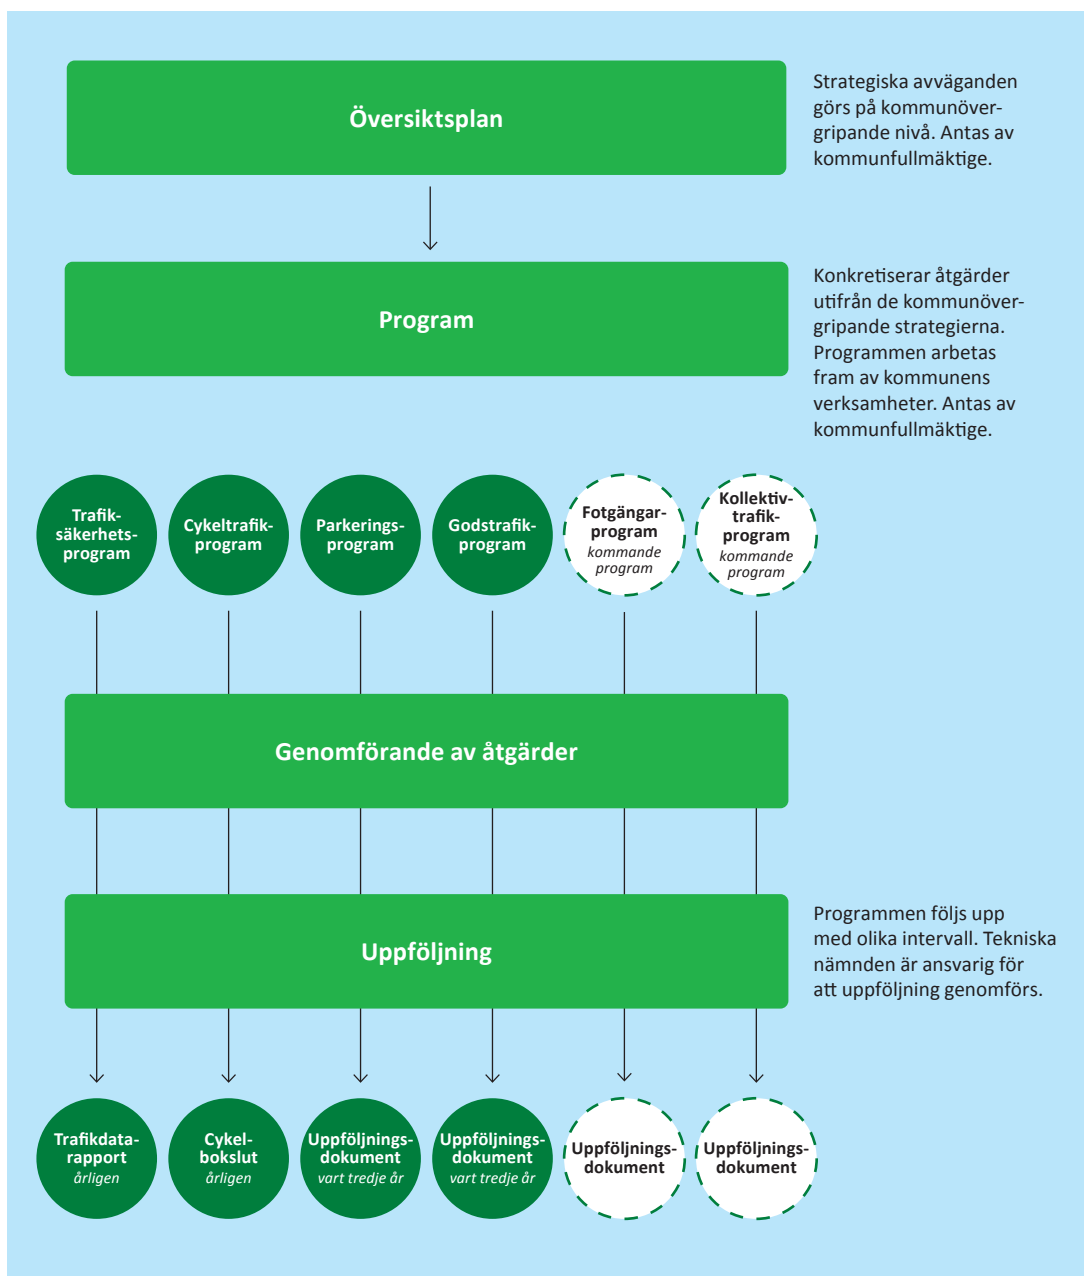 Översiktsplan
Strategiska avväganden
görs på kommunöver-
gripande nivå. Antas av
kommunfullmäktige.
Program
Konkretiserar åtgärder
utifrån de kommunöver-
gripande strategierna.
Programmen arbetas
fram av kommunens
verksamheter. Antas av
kommunfullmäktige.
Trafik-
säkerhets-
program
Cykeltrafik-
program
Parkerings-
program
Godstrafik-
program
Fotgängar-
program
kommande
program
Kollektiv-
trafik-
program
kommande
program
Genomförande av åtgärder
Uppföljning
Programmen följs upp
med olika intervall. Tekniska
nämnden är ansvarig för
att uppföljning genomförs.
Trafikdata-
rapport
årligen
Cykel-
bokslut
årligen
Uppföljnings-
dokument
vart tredje år
Uppföljnings-
dokument
vart tredje år
Uppföljnings-
dokument
Uppföljnings-
dokument